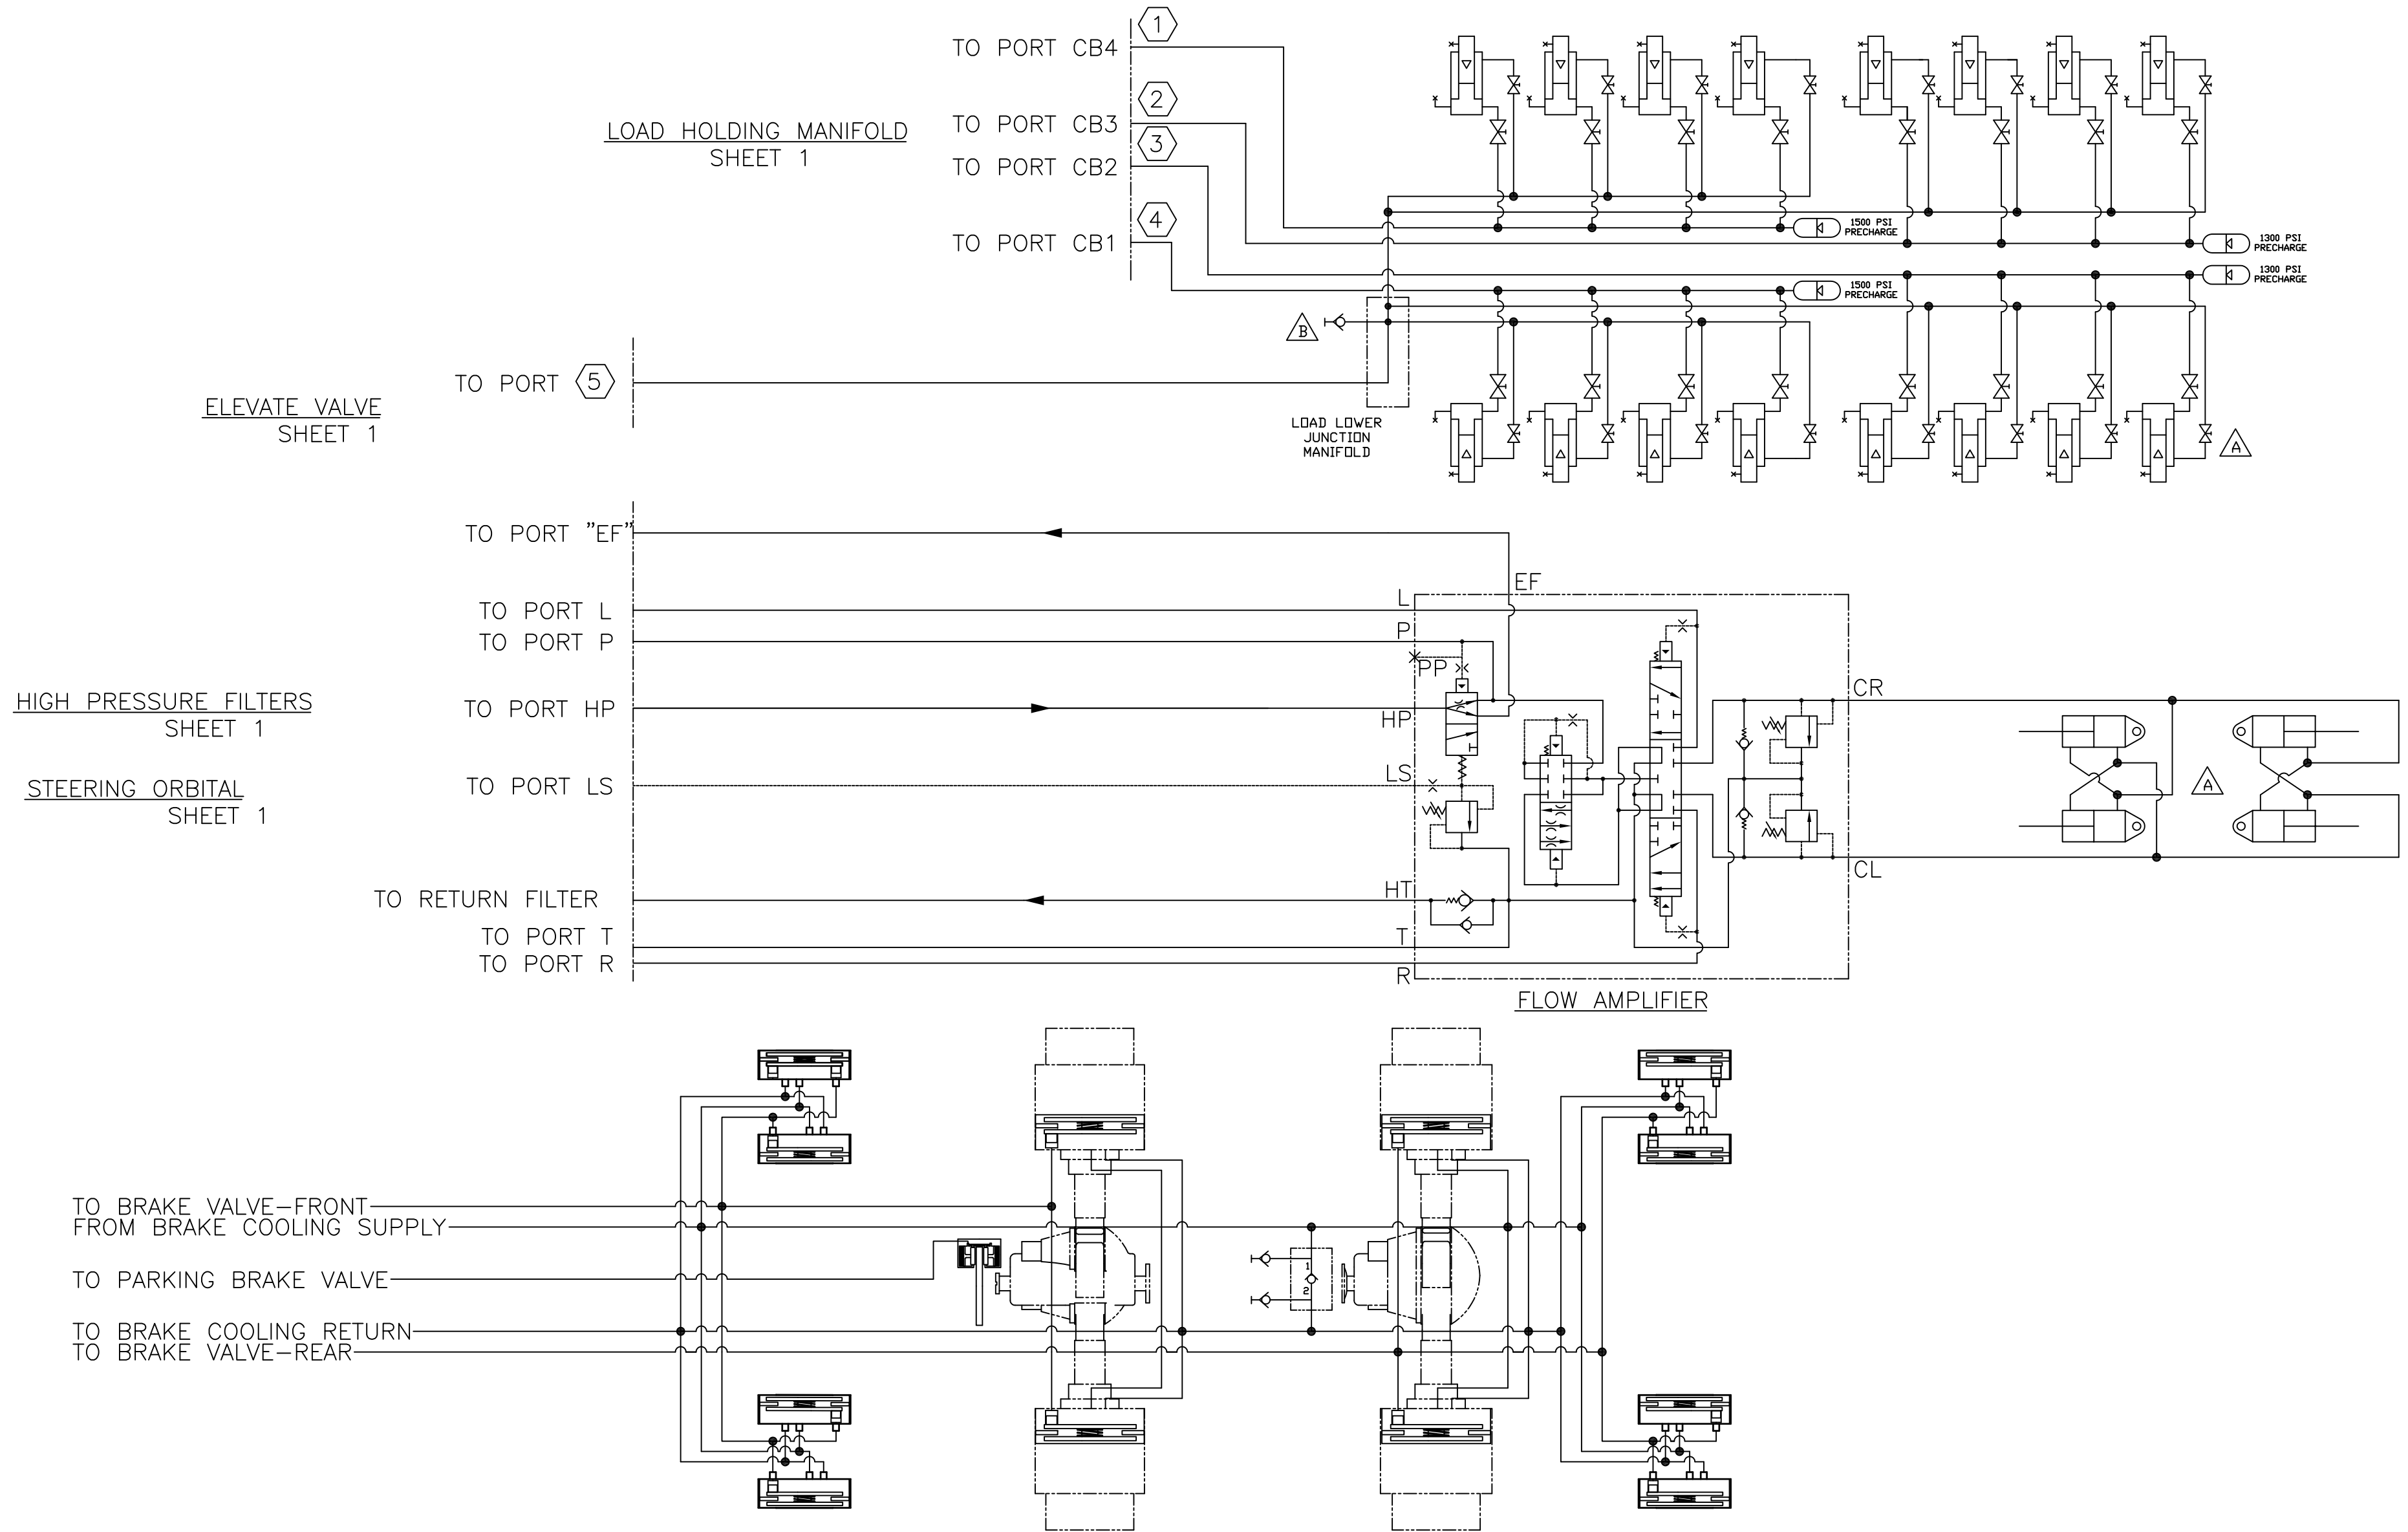 TO PORT CB4
1
2
TO PORT CB3
3
TO PORT CB2
4
TO PORT CB1
LOAD HOLDING MANIFOLD
SHEET 1
1500 PSI
PRECHARGE
1300 PSI
PRECHARGE
1300 PSI
PRECHARGE
1500 PSI
PRECHARGE
B
A
TO PORT 5
ELEVATE VALVE
SHEET 1
LOAD LOWER
JUNCTION
MANIFOLD
TO PORT "EF"
EF
TO PORT L
L
TO PORT P
P
PP
HIGH PRESSURE FILTERS
SHEET 1
TO PORT HP
HP
CR
STEERING ORBITAL
SHEET 1
TO PORT LS
LS
A
CL
TO RETURN FILTER
HT
TO PORT T
T
TO PORT R
R
FLOW AMPLIFIER
TO BRAKE VALVE-FRONT
FROM BRAKE COOLING SUPPLY
TO PARKING BRAKE VALVE
1
2
TO BRAKE COOLING RETURN
TO BRAKE VALVE-REAR